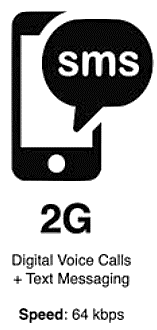 sms
2G
Digital Voice Calls
+ Text Messaging
Speed: 64 kbps